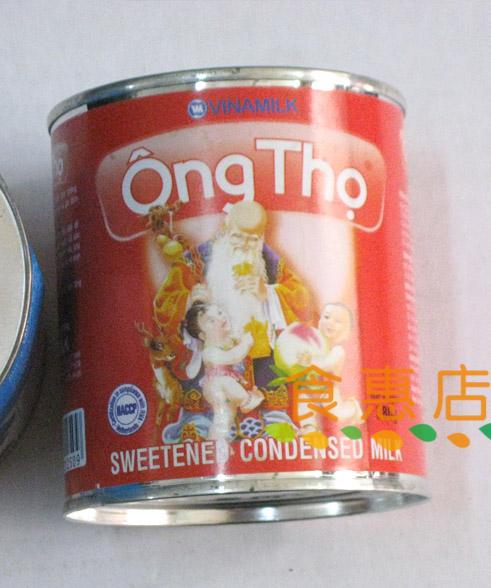 VINAMILK
Ông Thọ
HACCP
食惠店
SWEETENED CONDENSED MILK